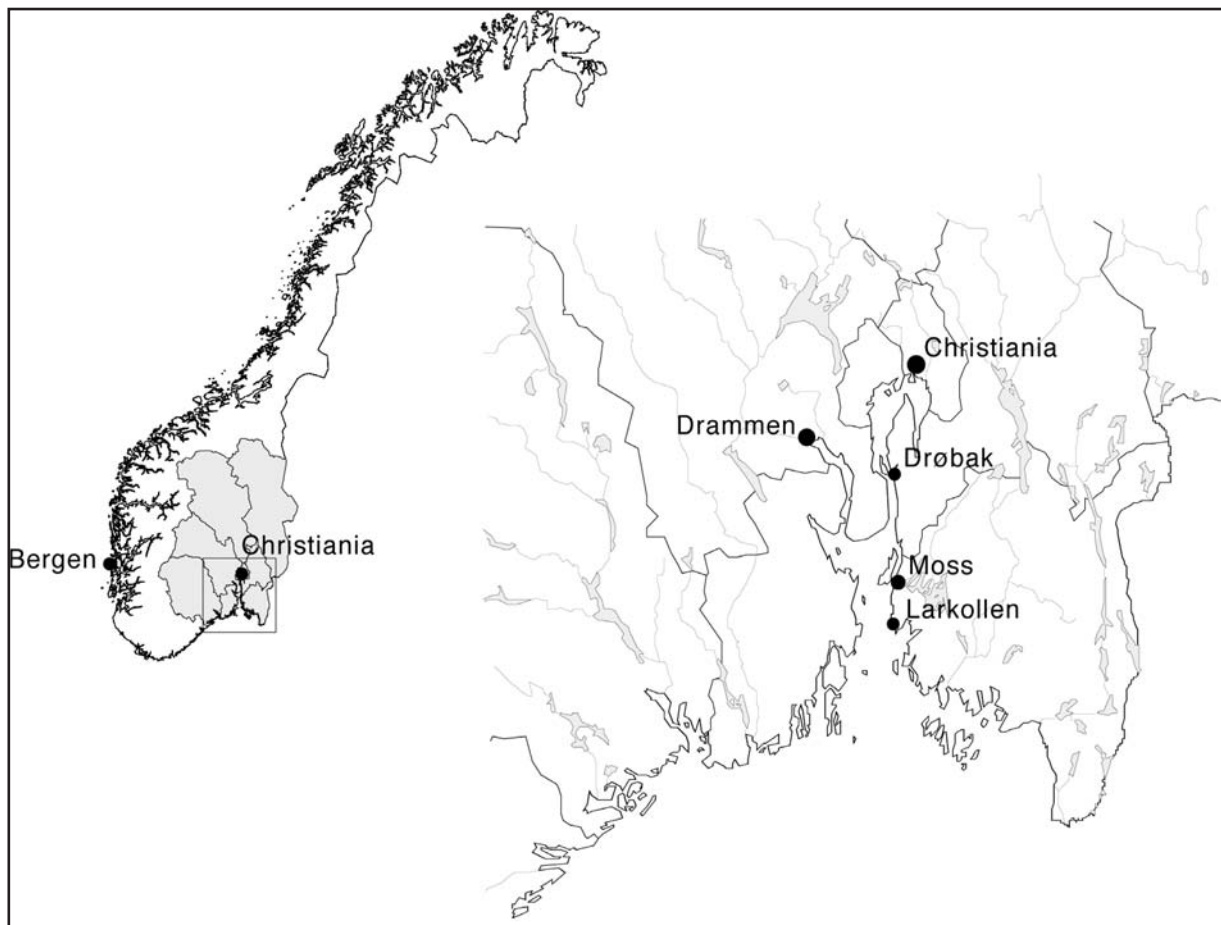 Bergen
Christiania
Christiania
Drammen
Drøbak
Moss
Larkollen